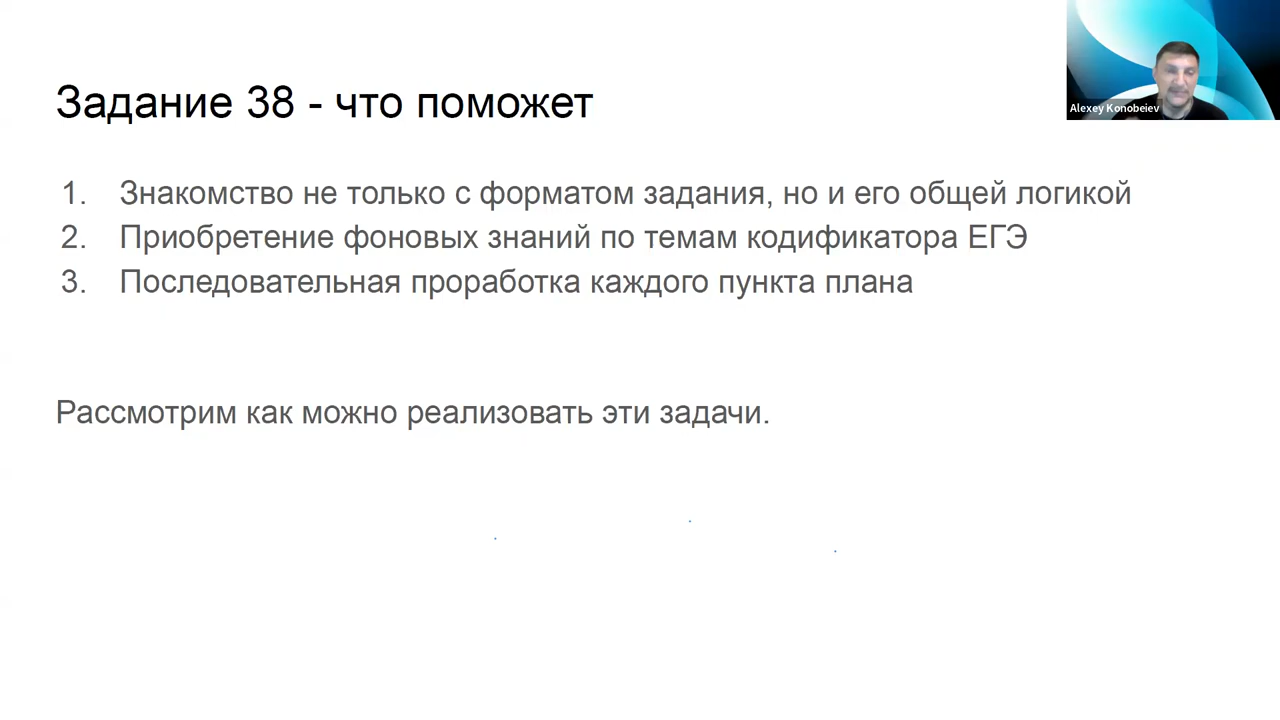 Alexey Konobeiev
Задание 38 - что поможет
1. Знакомство не только с форматом задания, но и его общей логикой
2. Приобретение фоновых знаний по темам кодификатора ЕГЭ
3. Последовательная проработка каждого пункта плана
Рассмотрим как можно реализовать эти задачи.